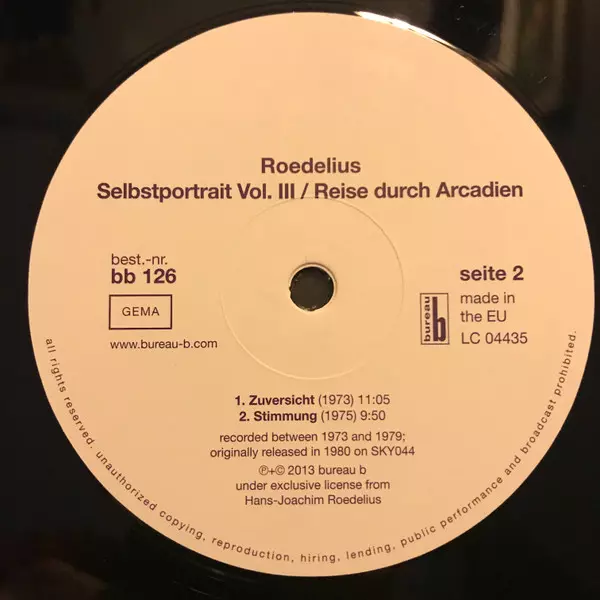 Roedelius
Selbstportrait Vol. III / Reise durch Arcadien
best.-nr.
bb 126
GEMA
www.bureau-b.com
seite 2
bureau b
made in
the EU
LC 04435
1. Zuversicht (1973) 11:05
2. Stimmung (1975) 9:50
recorded between 1973 and 1979;
originally released in 1980 on SKY044
℗+© 2013 bureau b
under exclusive license from
Hans-Joachim Roedelius
all rights reserved. unauthorized copying, reproduction, hiring, lending, public performance and broadcast prohibited.